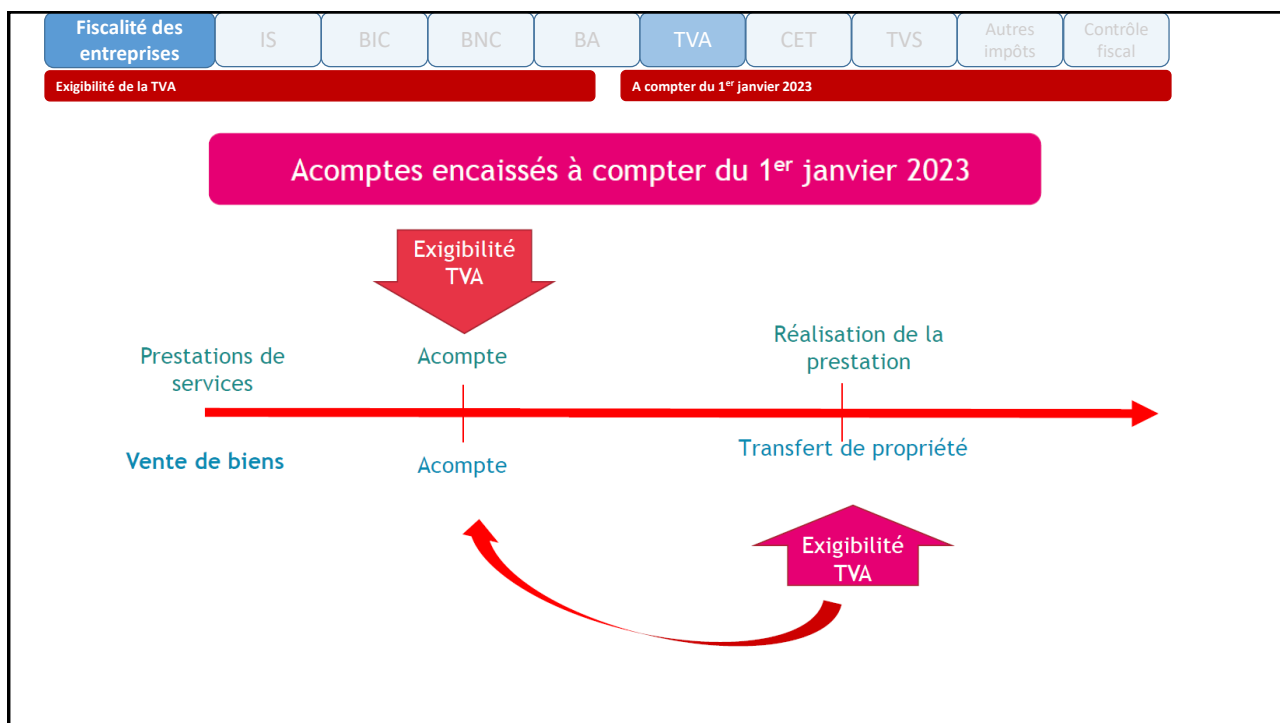 Fiscalité des
entreprises
IS
BIC
BNC
BA
TVA
CET
TVS
Autres
impôts
Contrôle
fiscal
Exigibilité de la TVA
A compter du 1er janvier 2023
Acomptes encaissés à compter du 1er janvier 2023
Exigibilité
TVA
Prestations de
services
Acompte
Réalisation de la
prestation
Vente de biens
Acompte
Transfert de propriété
Exigibilité
TVA